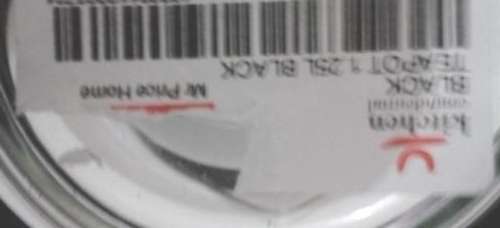 kitchen
BLACK
TEAPOT 1.25L BLACK
Mr Price Home